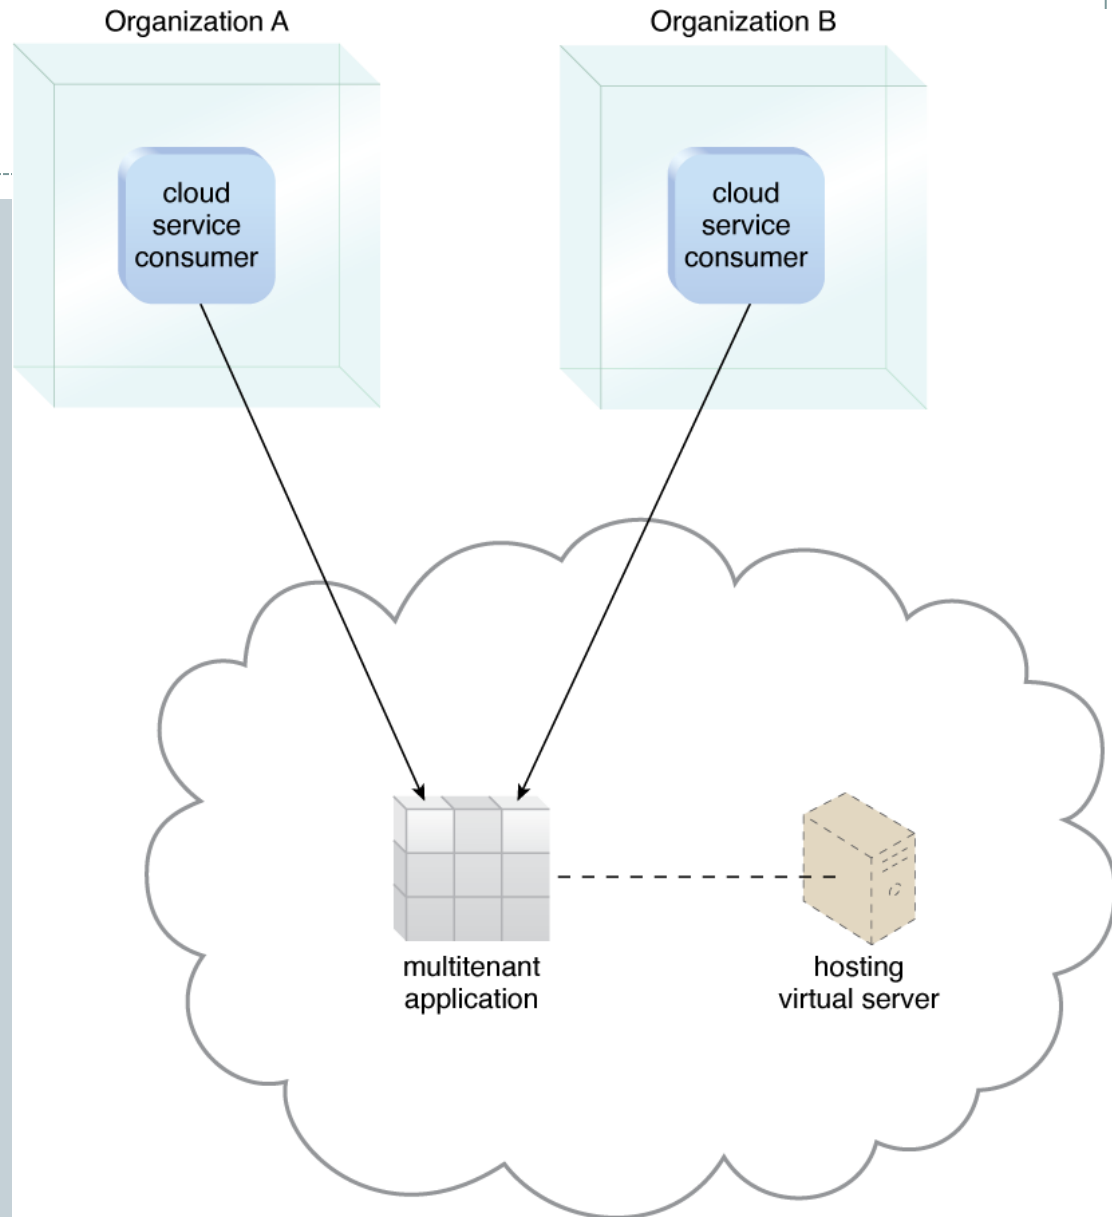 Organization A
Organization B
cloud
service
consumer
cloud
service
consumer
multitenant
application
hosting
virtual server